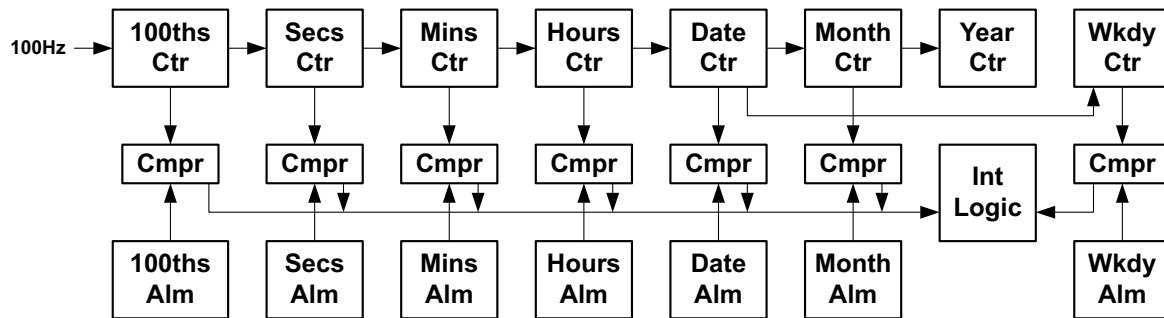 100Hz
100ths
Ctr
Secs
Ctr
Mins
Ctr
Hours
Ctr
Date
Ctr
Month
Ctr
Year
Ctr
Wkdy
Ctr
Cmpr
Cmpr
Cmpr
Cmpr
Cmpr
Cmpr
Int
Logic
Cmpr
100ths
Alm
Secs
Alm
Mins
Alm
Hours
Alm
Date
Alm
Month
Alm
Wkdy
Alm